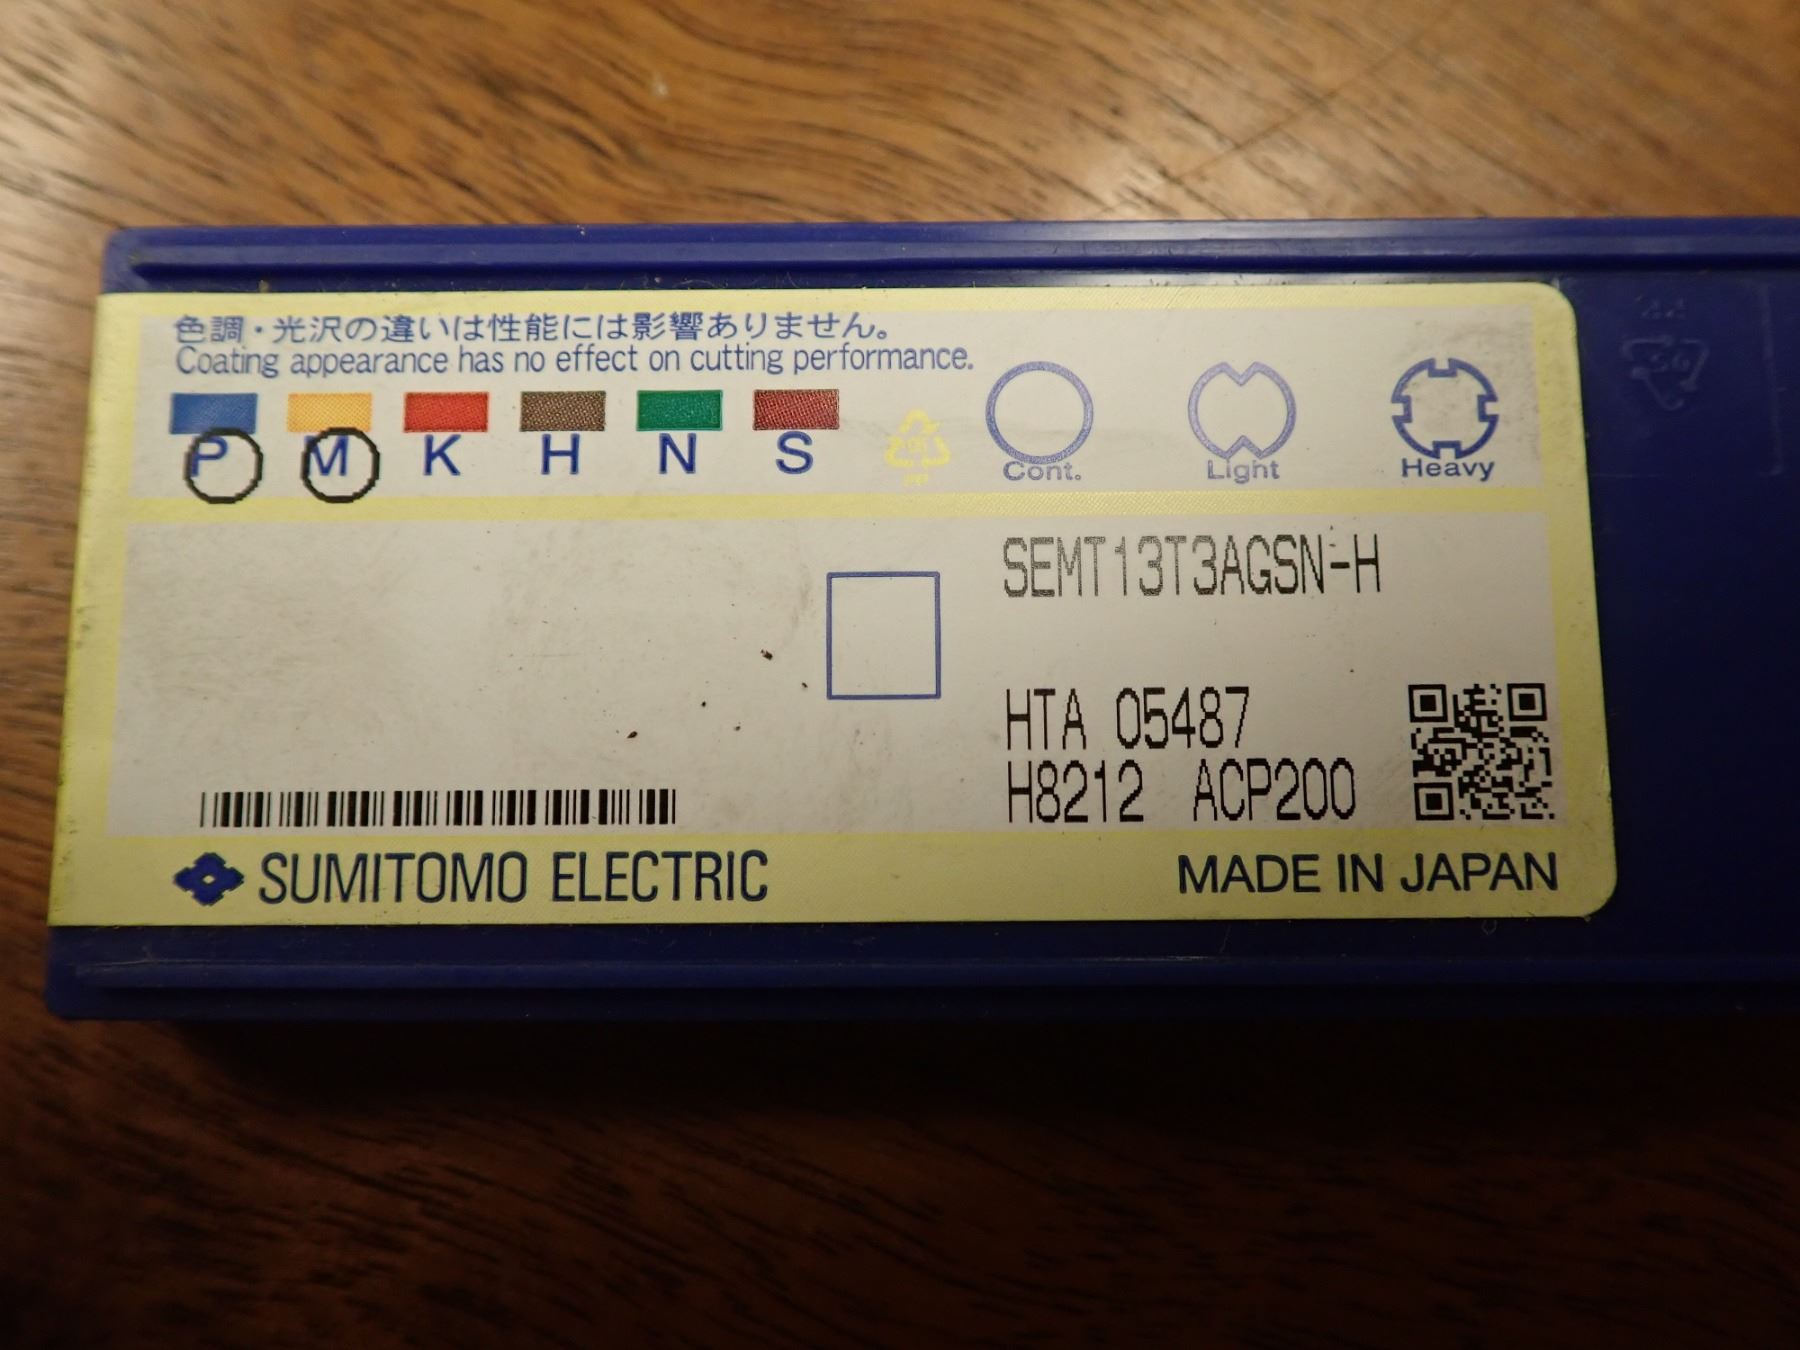 色調・光沢の違いは性能には影響ありません。
Coating appearance has no effect on cutting performance.
P M K H N S
Cont. Light Heavy
SEMT13T3AGSN-H
HTA 05487
H8212 ACP200
SUMITOMO ELECTRIC
MADE IN JAPAN